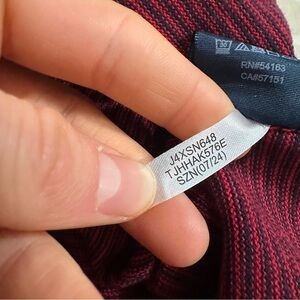 RN#54163
CA#57151
J4XSN648
TJHHAK576E
SZN(07/24)